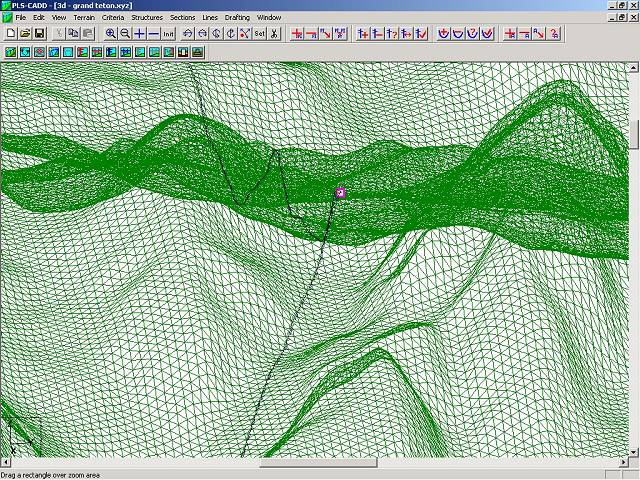 PLS-CADD - [3d - grand teton.xyz]
File Edit View Terrain Criteria Structures Sections Lines Drafting Window
Init Set
Drag a rectangle over zoom area